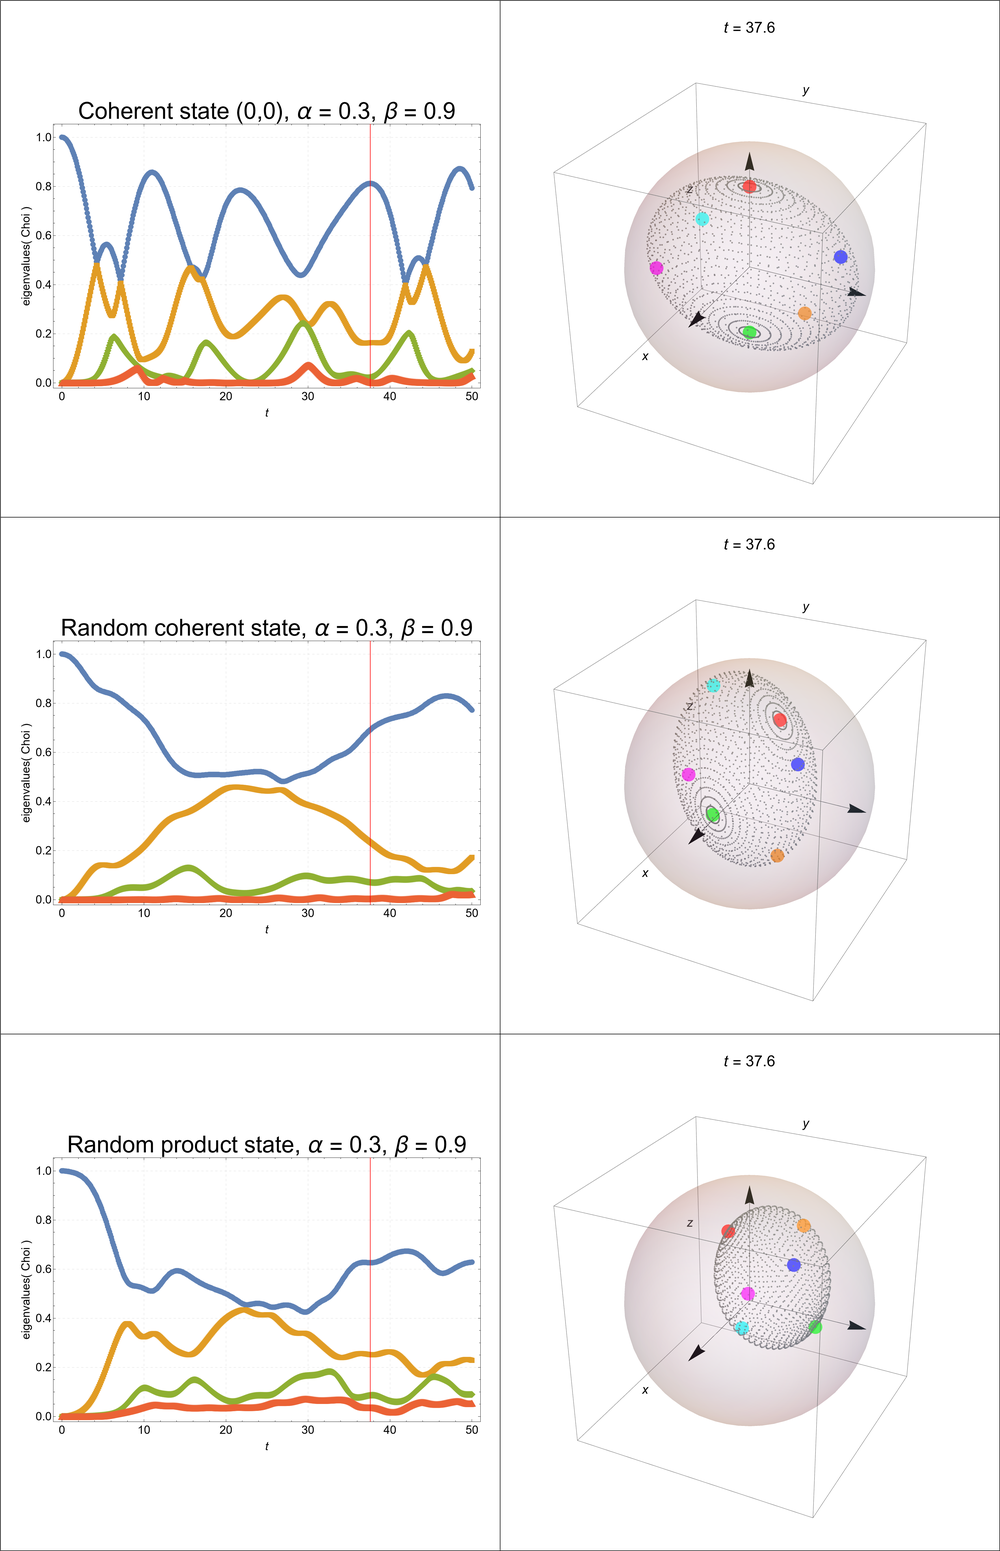 t = 37.6
Coherent state (0,0), α = 0.3, β = 0.9
eigenvalues( Choi )
1.0
0.8
0.6
0.4
0.2
0.0
0 10 20 30 40 50
t
y
z
x
t = 37.6
Random coherent state, α = 0.3, β = 0.9
eigenvalues( Choi )
1.0
0.8
0.6
0.4
0.2
0.0
0 10 20 30 40 50
t
y
z
x
t = 37.6
Random product state, α = 0.3, β = 0.9
eigenvalues( Choi )
1.0
0.8
0.6
0.4
0.2
0.0
0 10 20 30 40 50
t
y
z
x